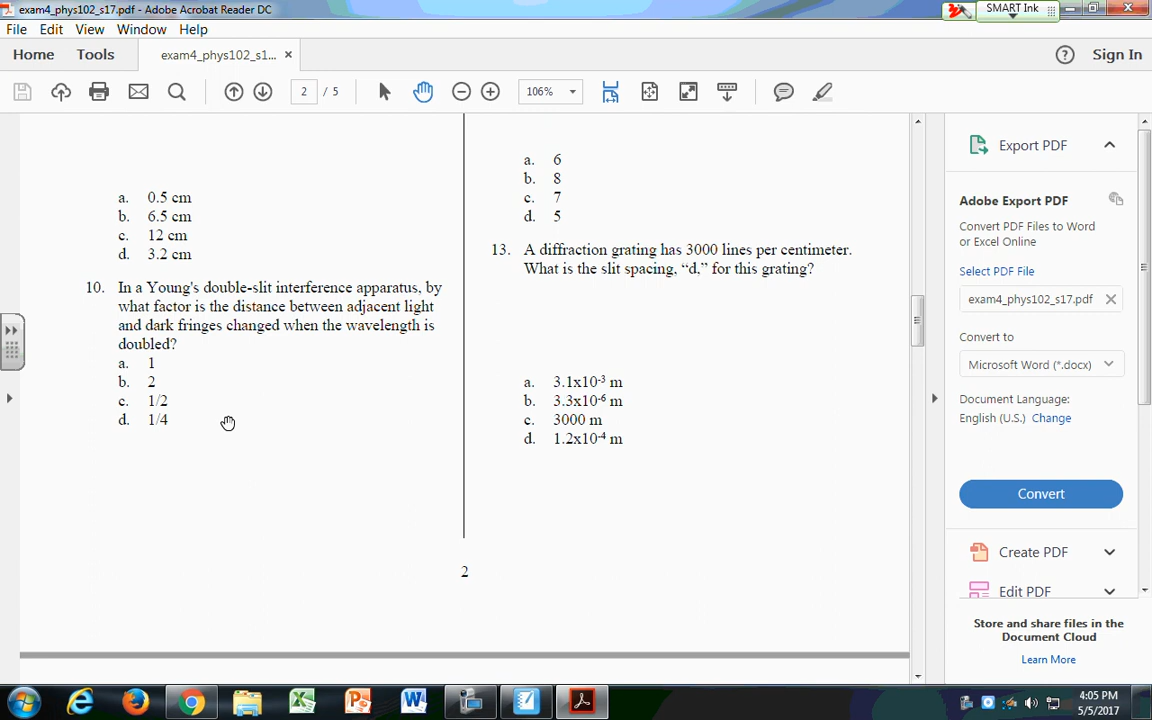 exam4_phys102_s17.pdf - Adobe Acrobat Reader DC
SMART Ink
File Edit View Window Help
Home Tools exam4_phys102_s1... ×
Sign In
2 / 5
106%
a. 0.5 cm
b. 6.5 cm
c. 12 cm
d. 3.2 cm
10. In a Young's double-slit interference apparatus, by
what factor is the distance between adjacent light
and dark fringes changed when the wavelength is
doubled?
a. 1
b. 2
c. 1/2
d. 1/4
a. 6
b. 8
c. 7
d. 5
13. A diffraction grating has 3000 lines per centimeter.
What is the slit spacing, “d,” for this grating?
a. 3.1x10⁻³ m
b. 3.3x10⁻⁶ m
c. 3000 m
d. 1.2x10⁻⁴ m
2
Export PDF
Adobe Export PDF
Convert PDF Files to Word
or Excel Online
Select PDF File
exam4_phys102_s17.pdf
Convert to
Microsoft Word (*.docx)
Document Language:
English (U.S.) Change
Convert
Create PDF
Edit PDF
Store and share files in the
Document Cloud
Learn More
4:05 PM
5/5/2017